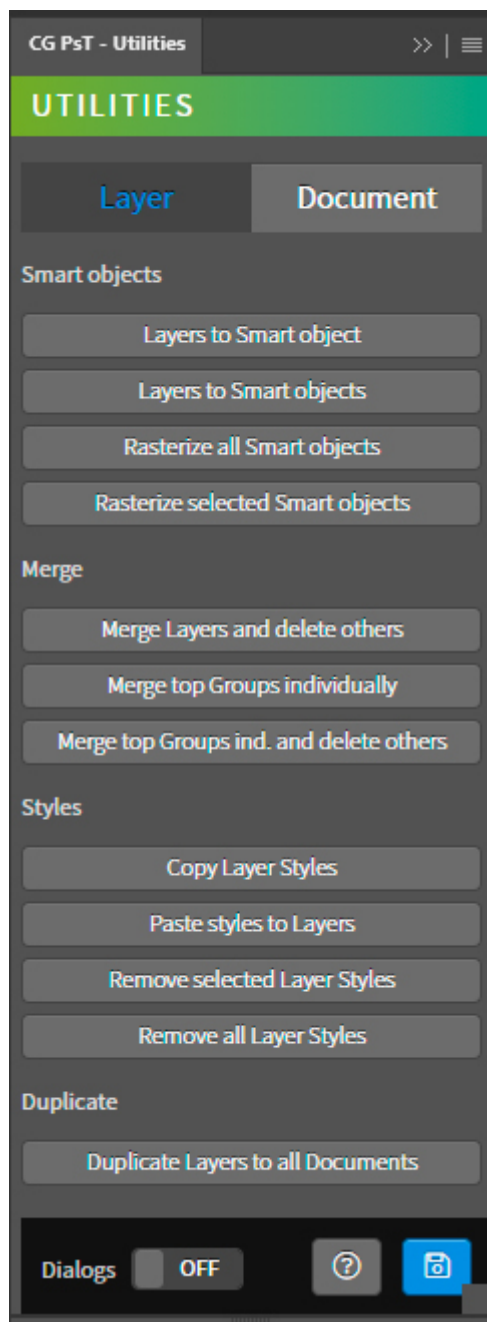 CG PsT - Utilities
UTILITIES
Layer Document
Smart objects
Layers to Smart object
Layers to Smart objects
Rasterize all Smart objects
Rasterize selected Smart objects
Merge
Merge Layers and delete others
Merge top Groups individually
Merge top Groups ind. and delete others
Styles
Copy Layer Styles
Paste styles to Layers
Remove selected Layer Styles
Remove all Layer Styles
Duplicate
Duplicate Layers to all Documents
Dialogs OFF